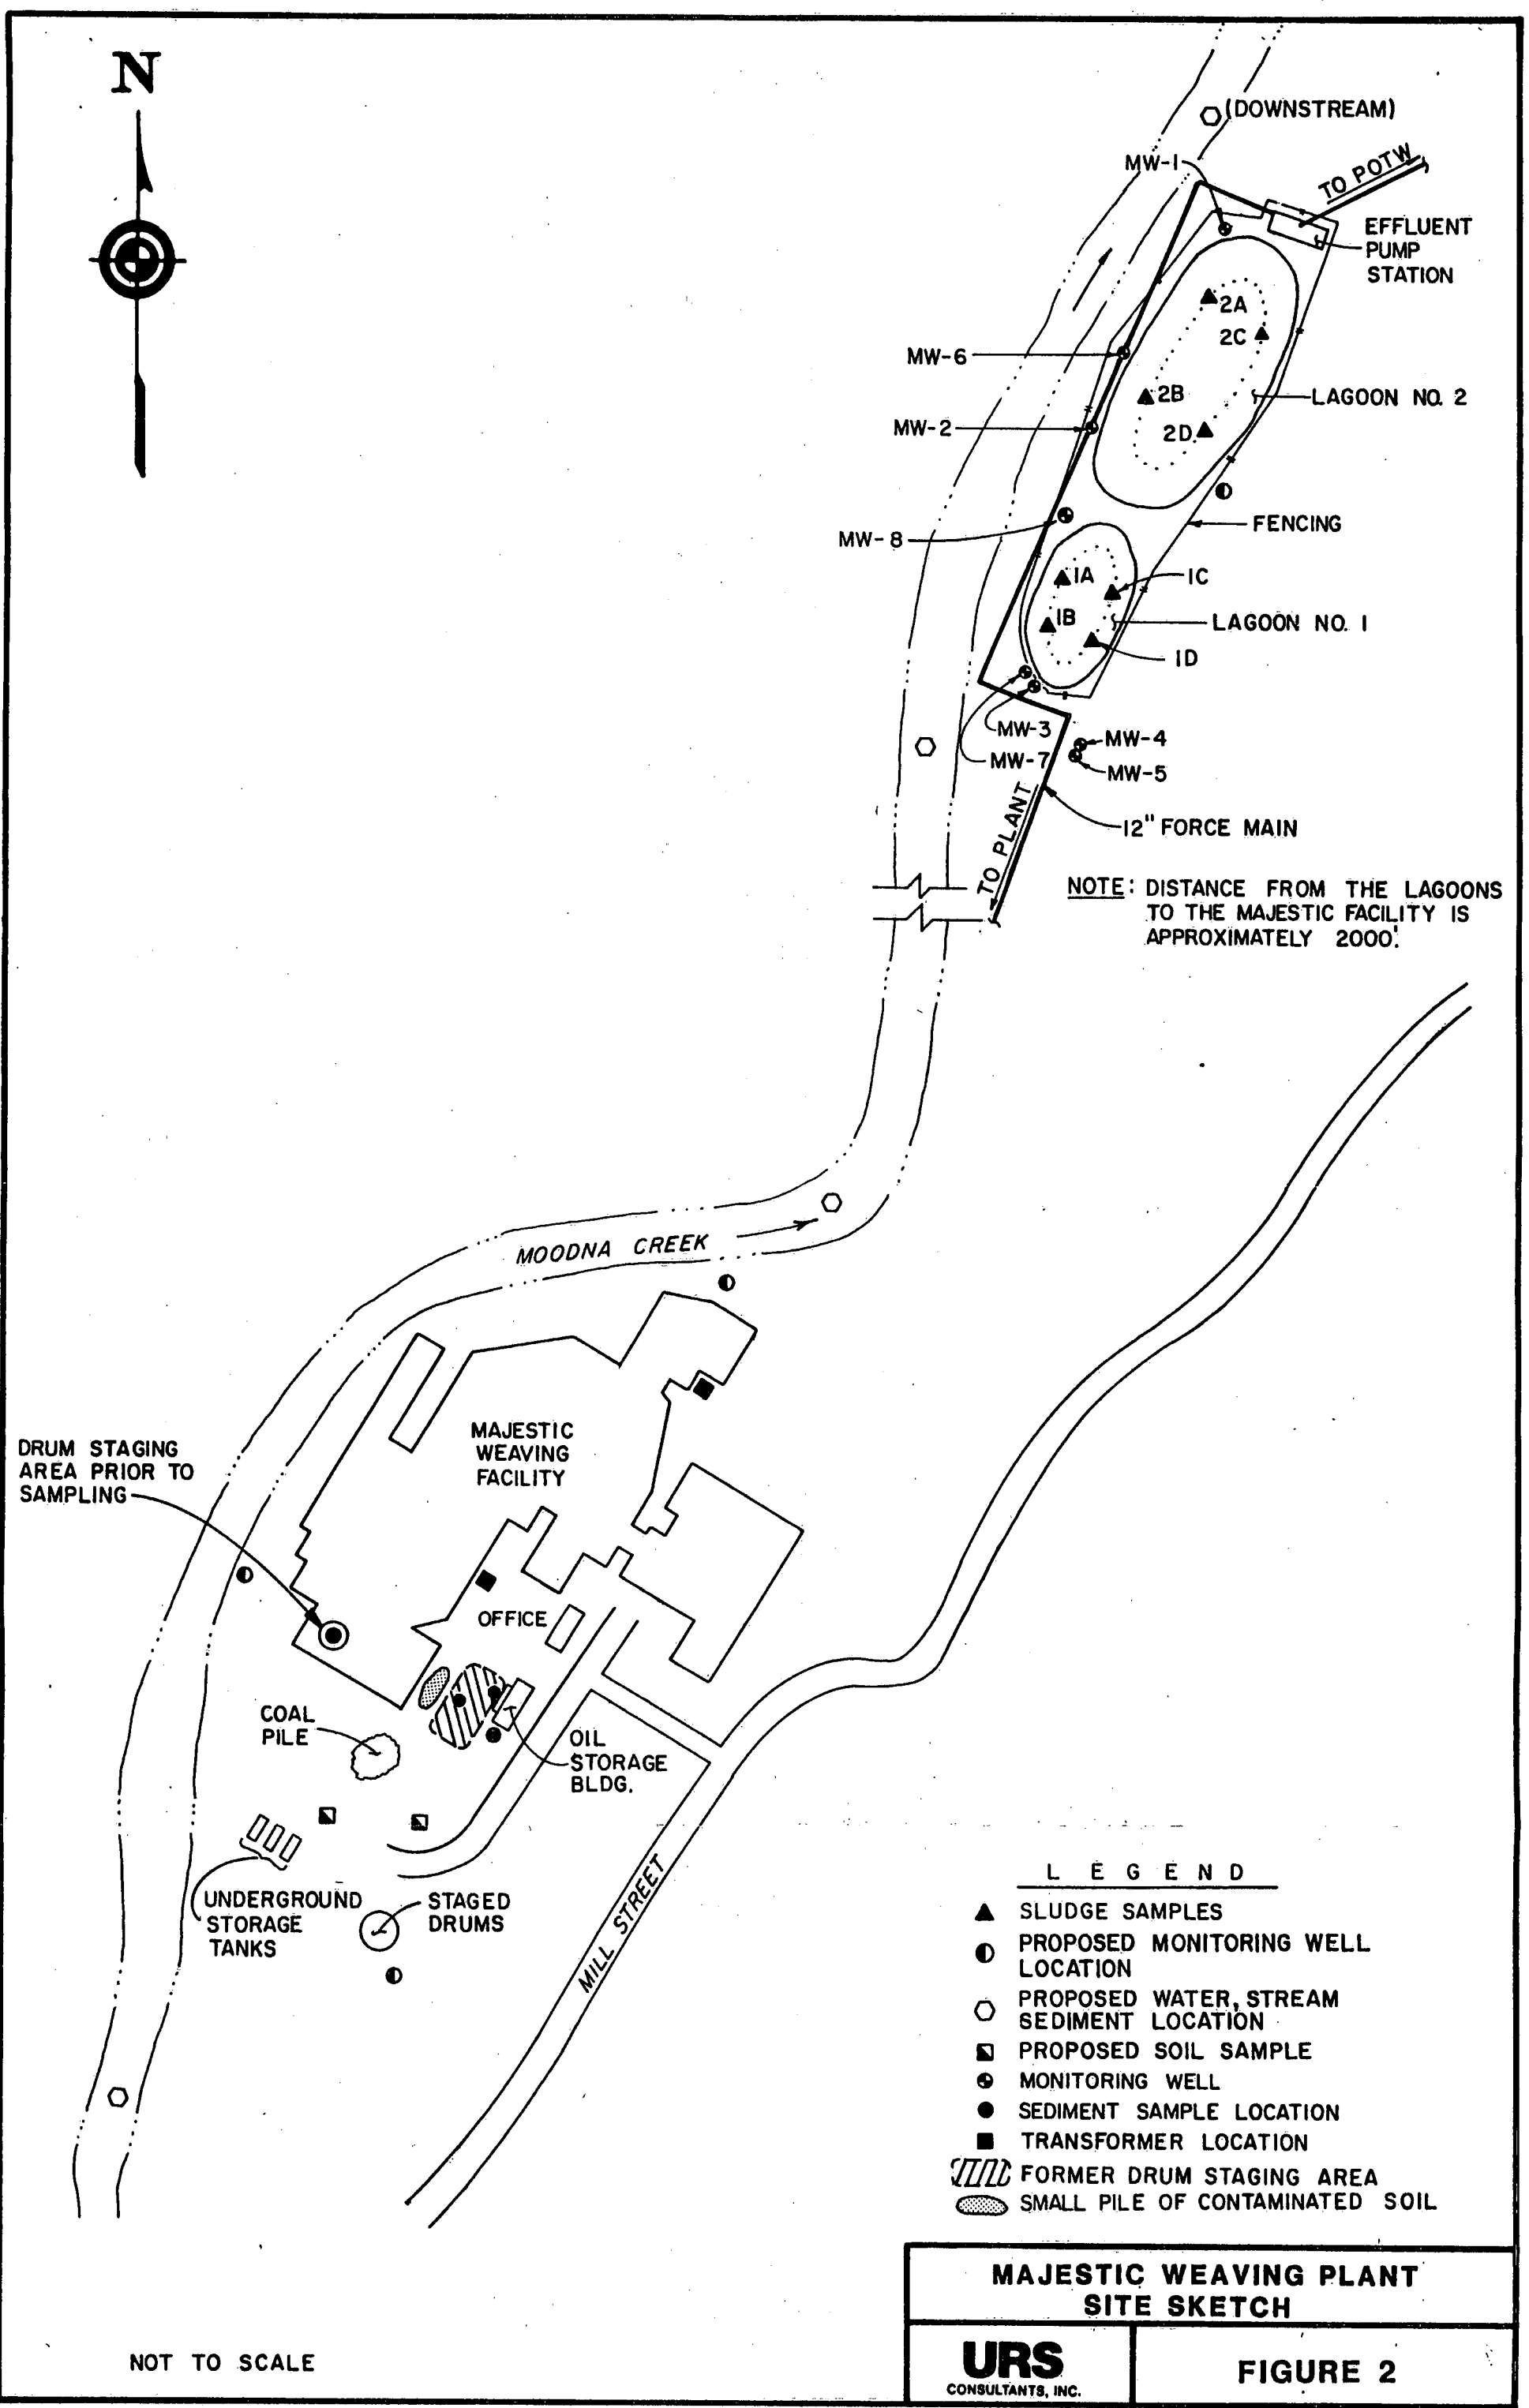 N
(DOWNSTREAM)
MW-1
TO POTW
EFFLUENT
PUMP
STATION
2A
2C
MW-6
2B
LAGOON NO. 2
MW-2
2D
MW-8
FENCING
1A
1C
1B
LAGOON NO. 1
1D
MW-3
MW-4
MW-7
MW-5
TO PLANT
12" FORCE MAIN
NOTE: DISTANCE FROM THE LAGOONS
TO THE MAJESTIC FACILITY IS
APPROXIMATELY 2000'.
MOODNA CREEK
MAJESTIC
WEAVING
FACILITY
DRUM STAGING
AREA PRIOR TO
SAMPLING
OFFICE
COAL
PILE
OIL
STORAGE
BLDG.
UNDERGROUND
STORAGE
TANKS
STAGED
DRUMS
MILL STREET
LEGEND
SLUDGE SAMPLES
PROPOSED MONITORING WELL
LOCATION
PROPOSED WATER, STREAM
SEDIMENT LOCATION
PROPOSED SOIL SAMPLE
MONITORING WELL
SEDIMENT SAMPLE LOCATION
TRANSFORMER LOCATION
FORMER DRUM STAGING AREA
SMALL PILE OF CONTAMINATED SOIL
MAJESTIC WEAVING PLANT
SITE SKETCH
URS
CONSULTANTS, INC.
FIGURE 2
NOT TO SCALE